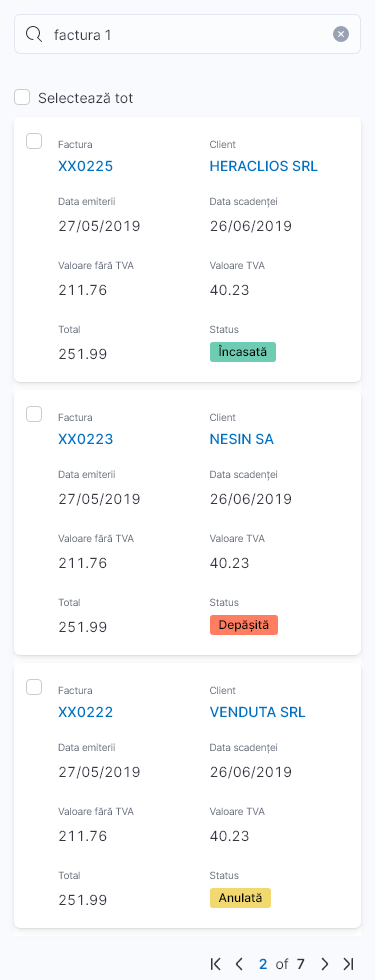 factura 1
Selectează tot
Factura Client
XX0225 HERACLIOS SRL
Data emiterii Data scadenței
27/05/2019 26/06/2019
Valoare fără TVA Valoare TVA
211.76 40.23
Total Status
251.99 Încasată
Factura Client
XX0223 NESIN SA
Data emiterii Data scadenței
27/05/2019 26/06/2019
Valoare fără TVA Valoare TVA
211.76 40.23
Total Status
251.99 Depășită
Factura Client
XX0222 VENDUTA SRL
Data emiterii Data scadenței
27/05/2019 26/06/2019
Valoare fără TVA Valoare TVA
211.76 40.23
Total Status
251.99 Anulată
2 of 7